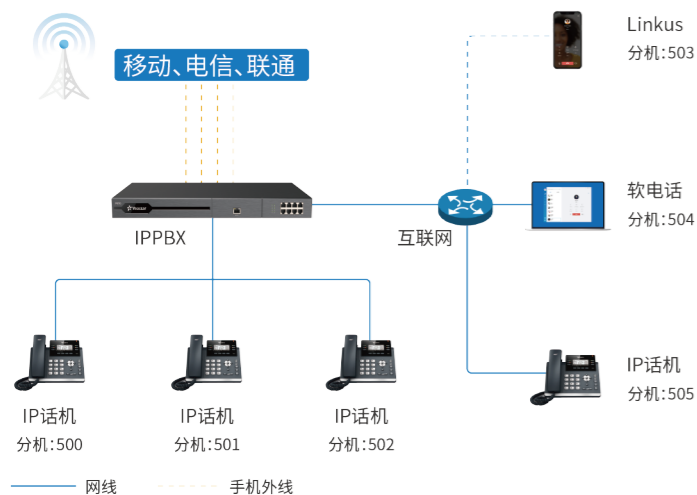 Linkus
分机:503
移动、电信、联通
软电话
分机:504
IPPBX
互联网
IP话机
分机:505
IP话机
分机:500
IP话机
分机:501
IP话机
分机:502
网线
手机外线